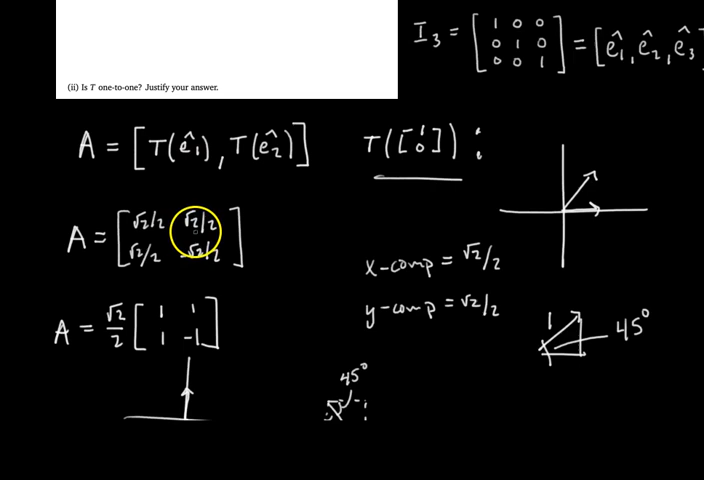 I₃ = [1 0 0
0 1 0
0 0 1] = [ê₁, ê₂, ê₃
(ii) Is T one-to-one? Justify your answer.
A = [T(ê₁), T(ê₂)]
T([1
0]) :
A = [√2/2 √2/2
√2/2 -√2/2]
x-comp = √2/2
y-comp = √2/2
A = √2/2 [1 1
1 -1]
1
45°
45°